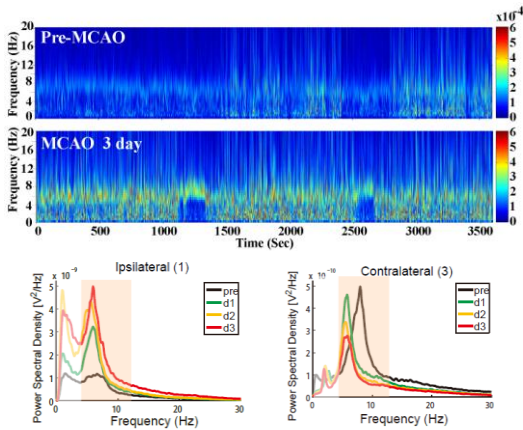 x10-4
20
16
12
8
4
0
Frequency (Hz)
Pre-MCAO
6
5
4
3
2
1
0
20
16
12
8
4
0
Frequency (Hz)
MCAO 3 day
6
5
4
3
2
1
0
0 500 1000 1500 2000 2500 3000 3500
Time (Sec)
Ipsilateral (1)
x 10-9
Power Spectral Density [V2/Hz]
5
4
3
2
1
0
pre
d1
d2
d3
0 10 20 30
Frequency (Hz)
Contralateral (3)
Power Spectral Density [V2/Hz]
5
4
3
2
1
0
pre
d1
d2
d3
0 10 20 30
Frequency (Hz)